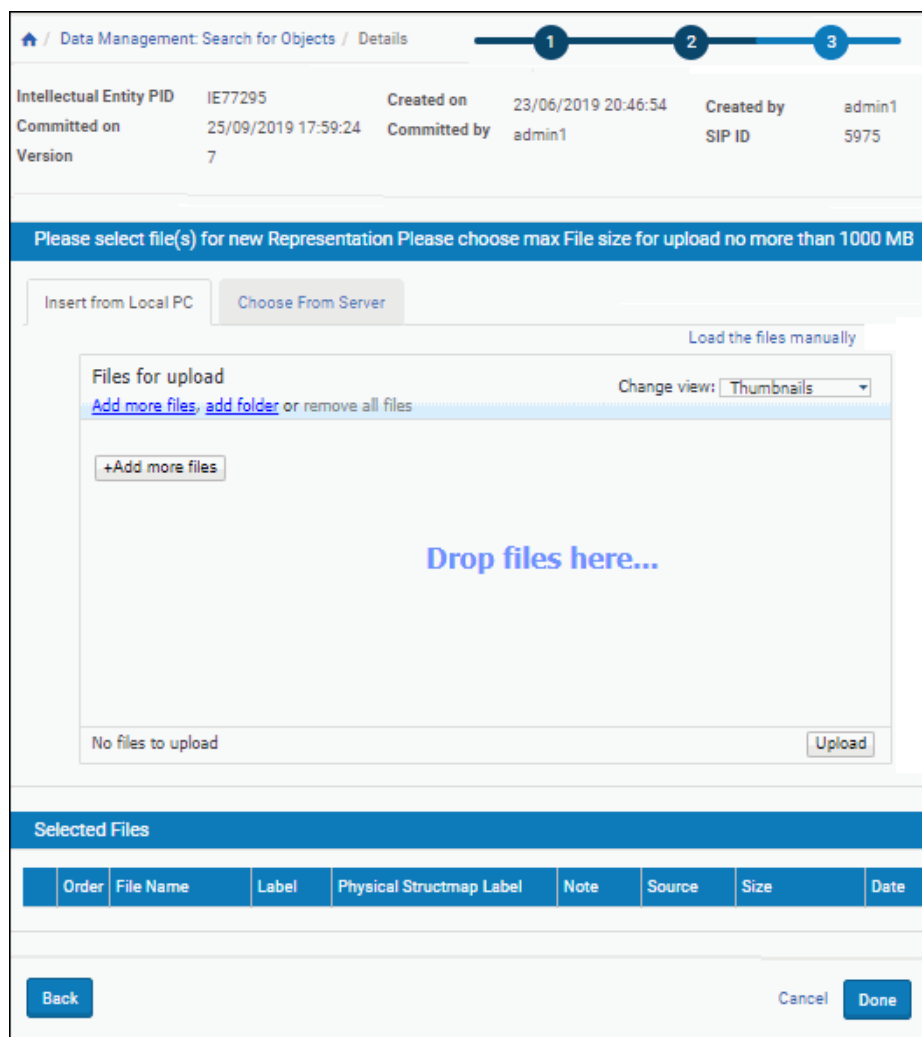 / Data Management: Search for Objects / Details 1 2 3
Intellectual Entity PID IE77295 Created on 23/06/2019 20:46:54 Created by admin1
Committed on 25/09/2019 17:59:24 Committed by admin1 SIP ID 5975
Version 7
Please select file(s) for new Representation Please choose max File size for upload no more than 1000 MB
Insert from Local PC Choose From Server
Load the files manually
Files for upload
Change view: Thumbnails
Add more files, add folder or remove all files
+Add more files
Drop files here...
No files to upload Upload
Selected Files
Order File Name Label Physical Structmap Label Note Source Size Date
Back Cancel Done